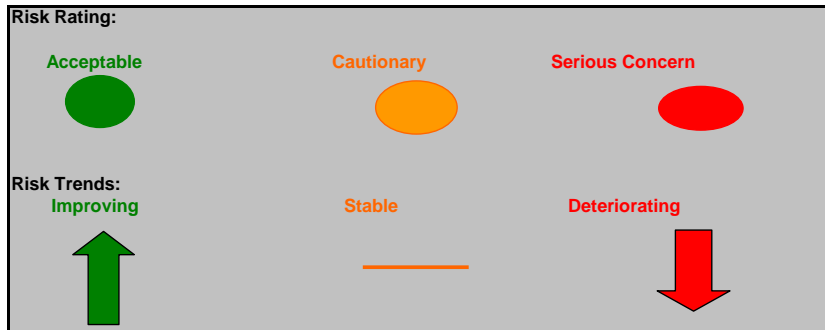 Risk Rating:
Acceptable Cautionary Serious Concern
Risk Trends:
Improving Stable Deteriorating